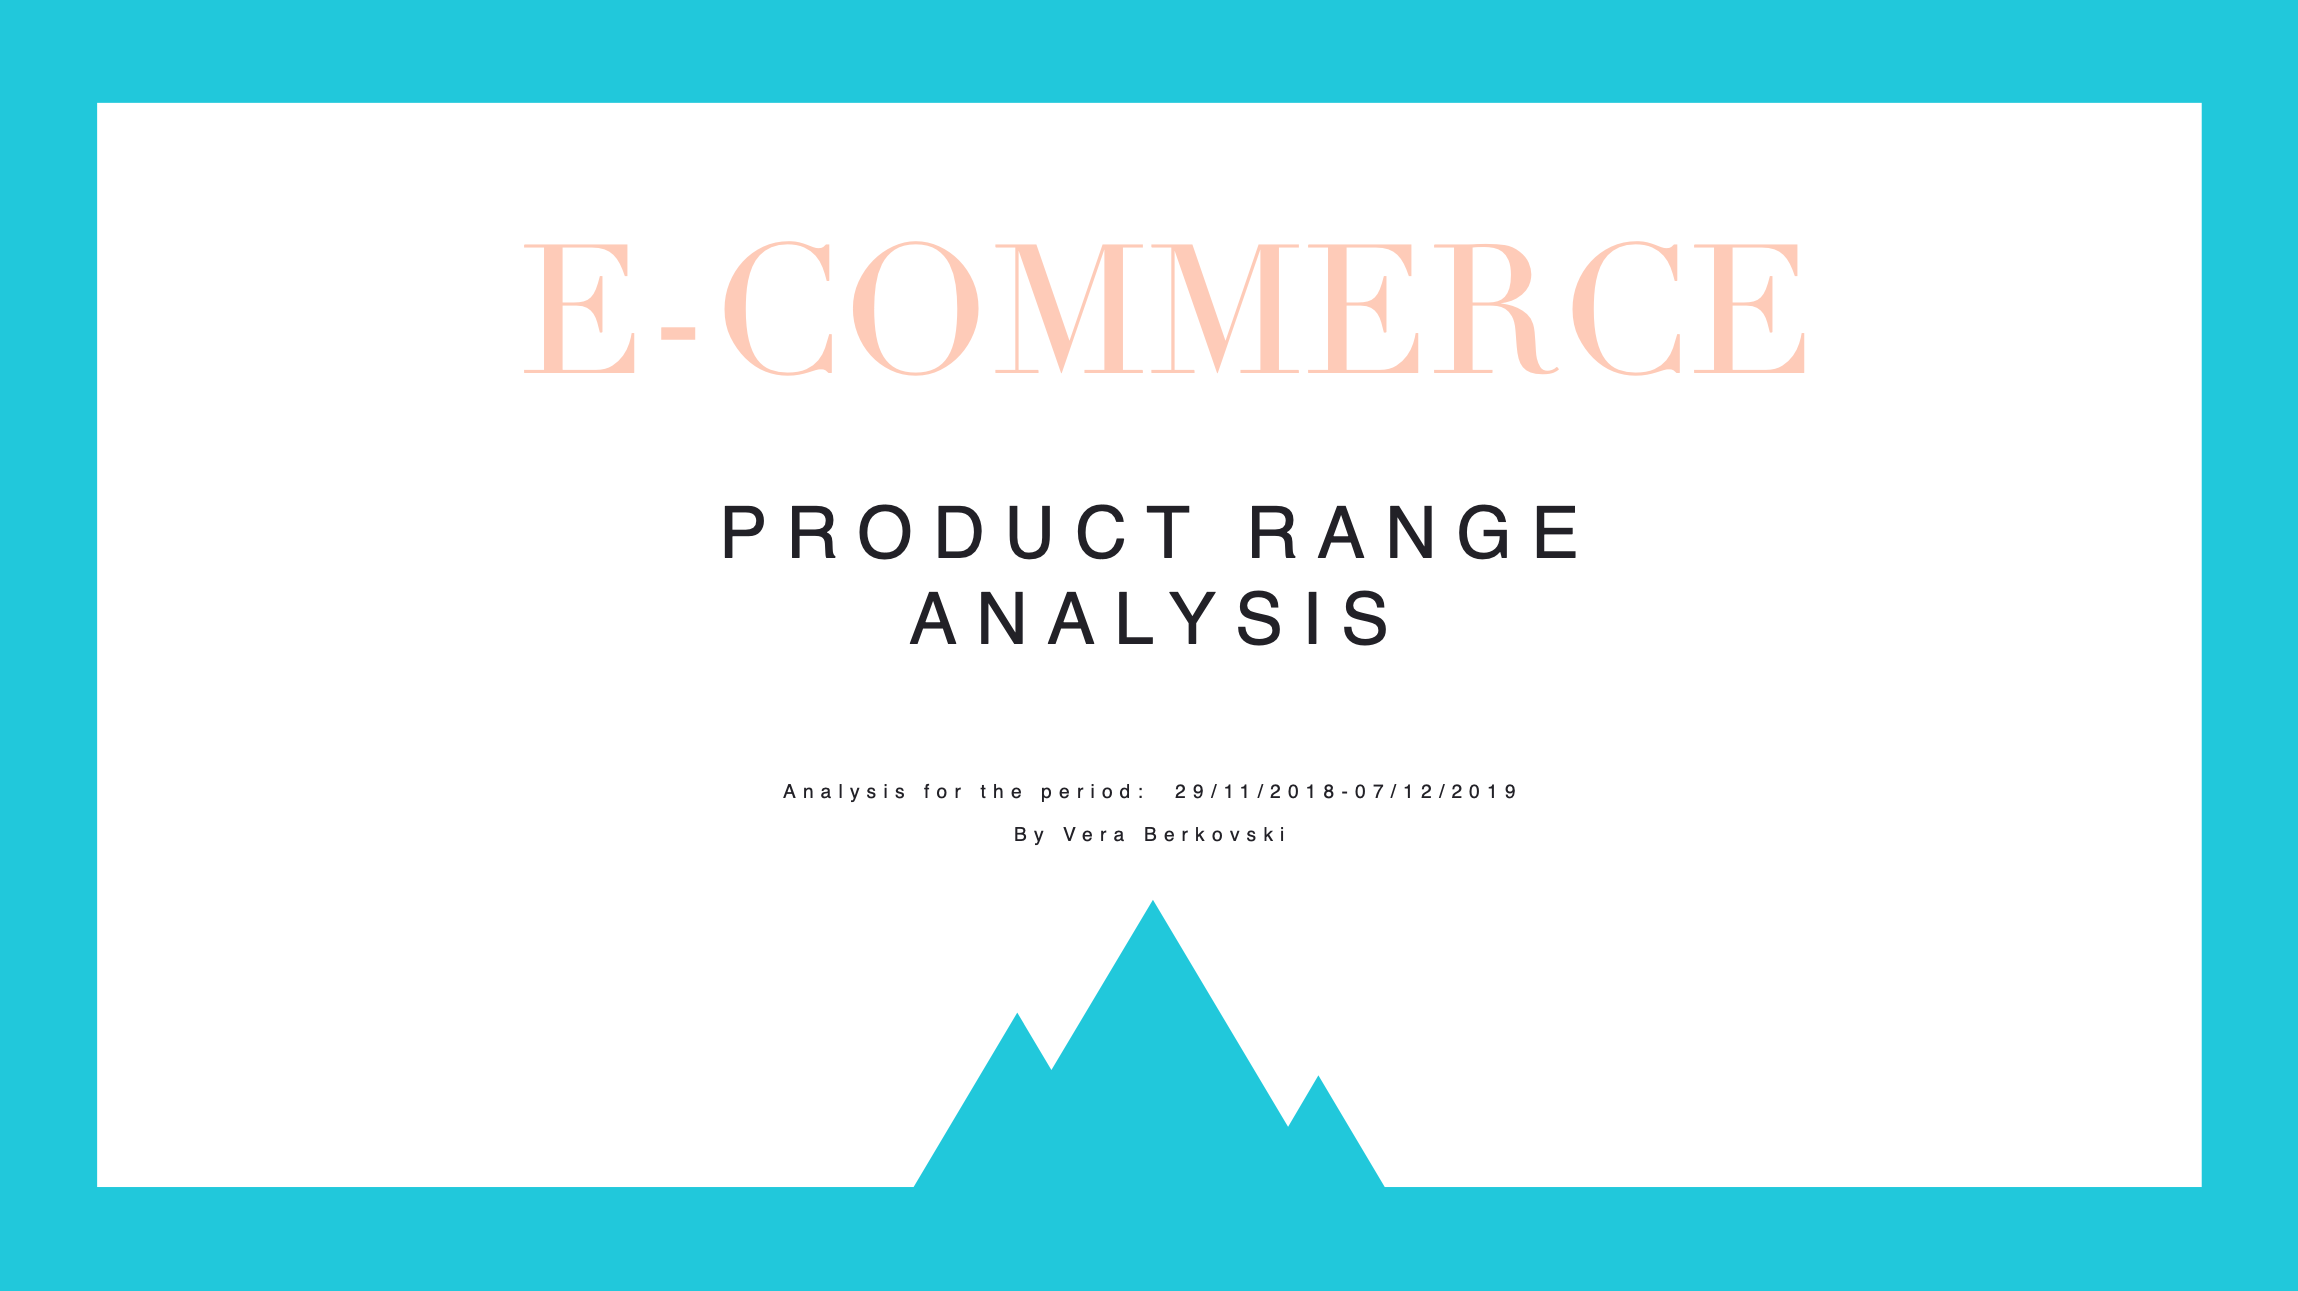 E-COMMERCE
PRODUCT RANGE
ANALYSIS
Analysis for the period: 29/11/2018-07/12/2019
By Vera Berkovski